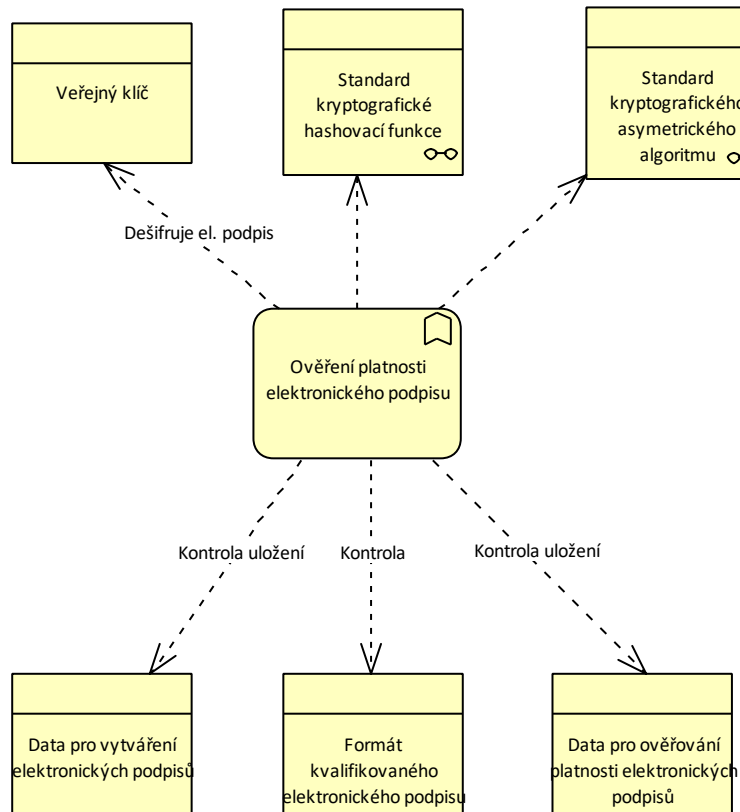 Veřejný klíč
Standard
kryptografické
hashovací funkce
Standard
kryptografického
asymetrického
algoritmu
Dešifruje el. podpis
Ověření platnosti
elektronického podpisu
Kontrola uložení
Kontrola
Kontrola uložení
Data pro vytváření
elektronických podpisů
Formát
kvalifikovaného
elektronického podpisu
Data pro ověřování
platnosti elektronických
podpisů